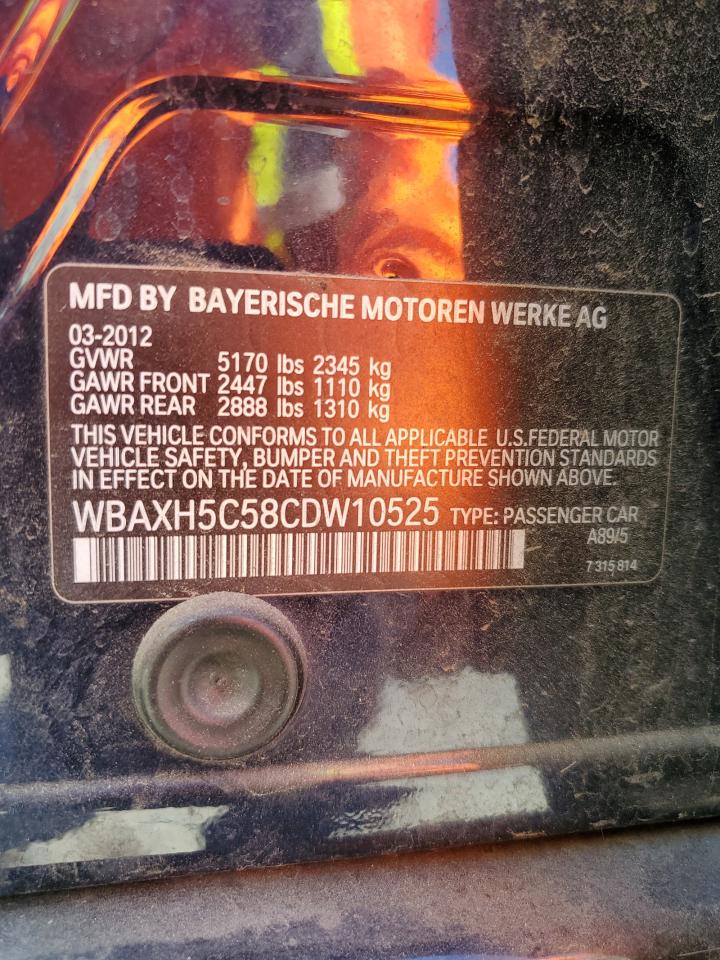 MFD BY BAYERISCHE MOTOREN WERKE AG
03-2012
GVWR 5170 lbs 2345 kg
GAWR FRONT 2447 lbs 1110 kg
GAWR REAR 2888 lbs 1310 kg
THIS VEHICLE CONFORMS TO ALL APPLICABLE U.S.FEDERAL MOTOR
VEHICLE SAFETY, BUMPER AND THEFT PREVENTION STANDARDS
IN EFFECT ON THE DATE OF MANUFACTURE SHOWN ABOVE.
WBAXH5C58CDW10525 TYPE: PASSENGER CAR
A89/5
7 315 814